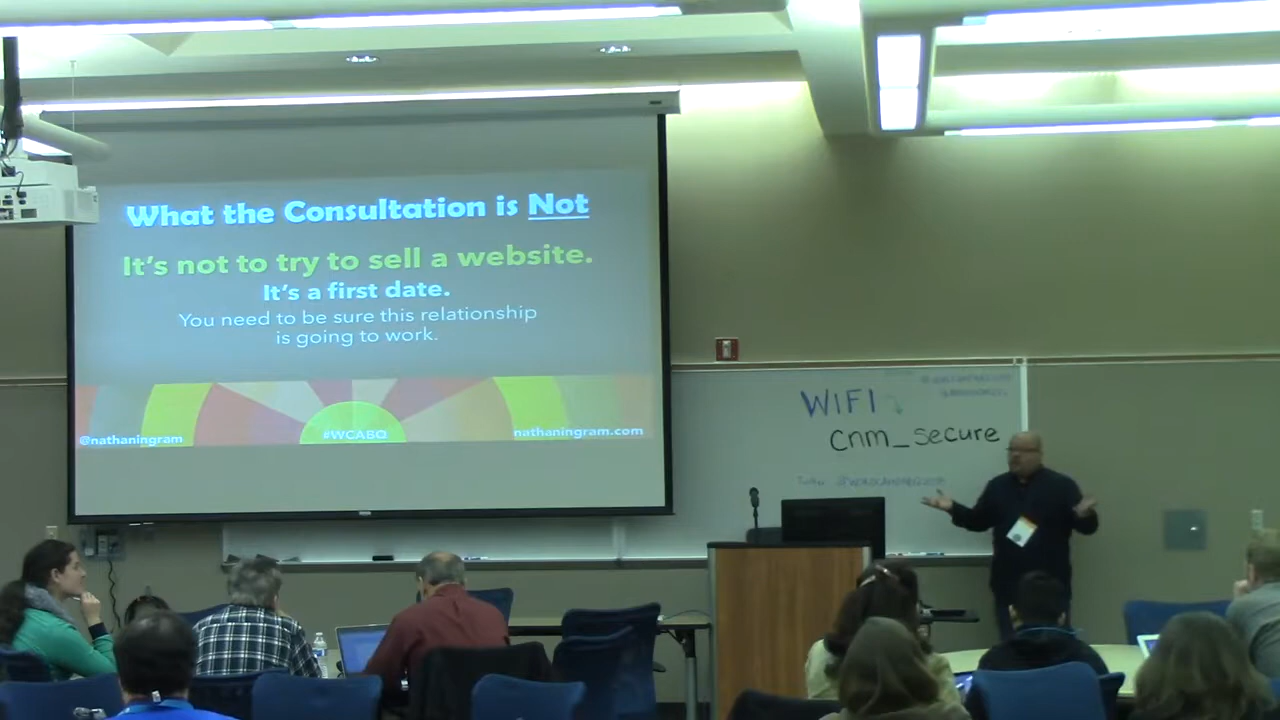 What the Consultation is Not
It's not to try to sell a website.
It's a first date.
You need to be sure this relationship
is going to work.
@nathaningram
#WCABQ
nathaningram.com
WIFI
cnm_secure